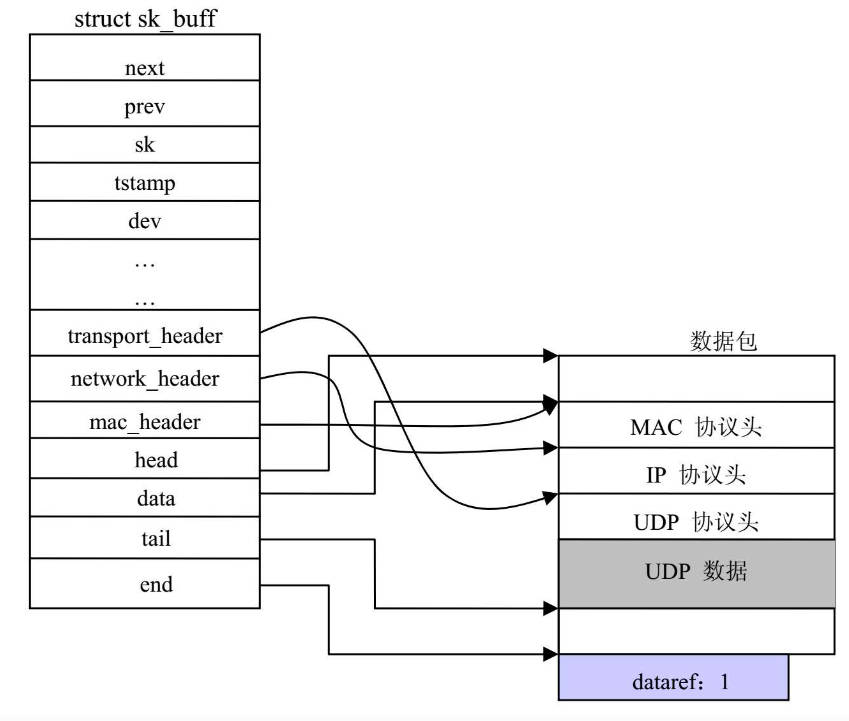 struct sk_buff
next
prev
sk
tstamp
dev
…
…
transport_header
network_header
mac_header
head
data
tail
end
数据包
MAC 协议头
IP 协议头
UDP 协议头
UDP 数据
dataref：1